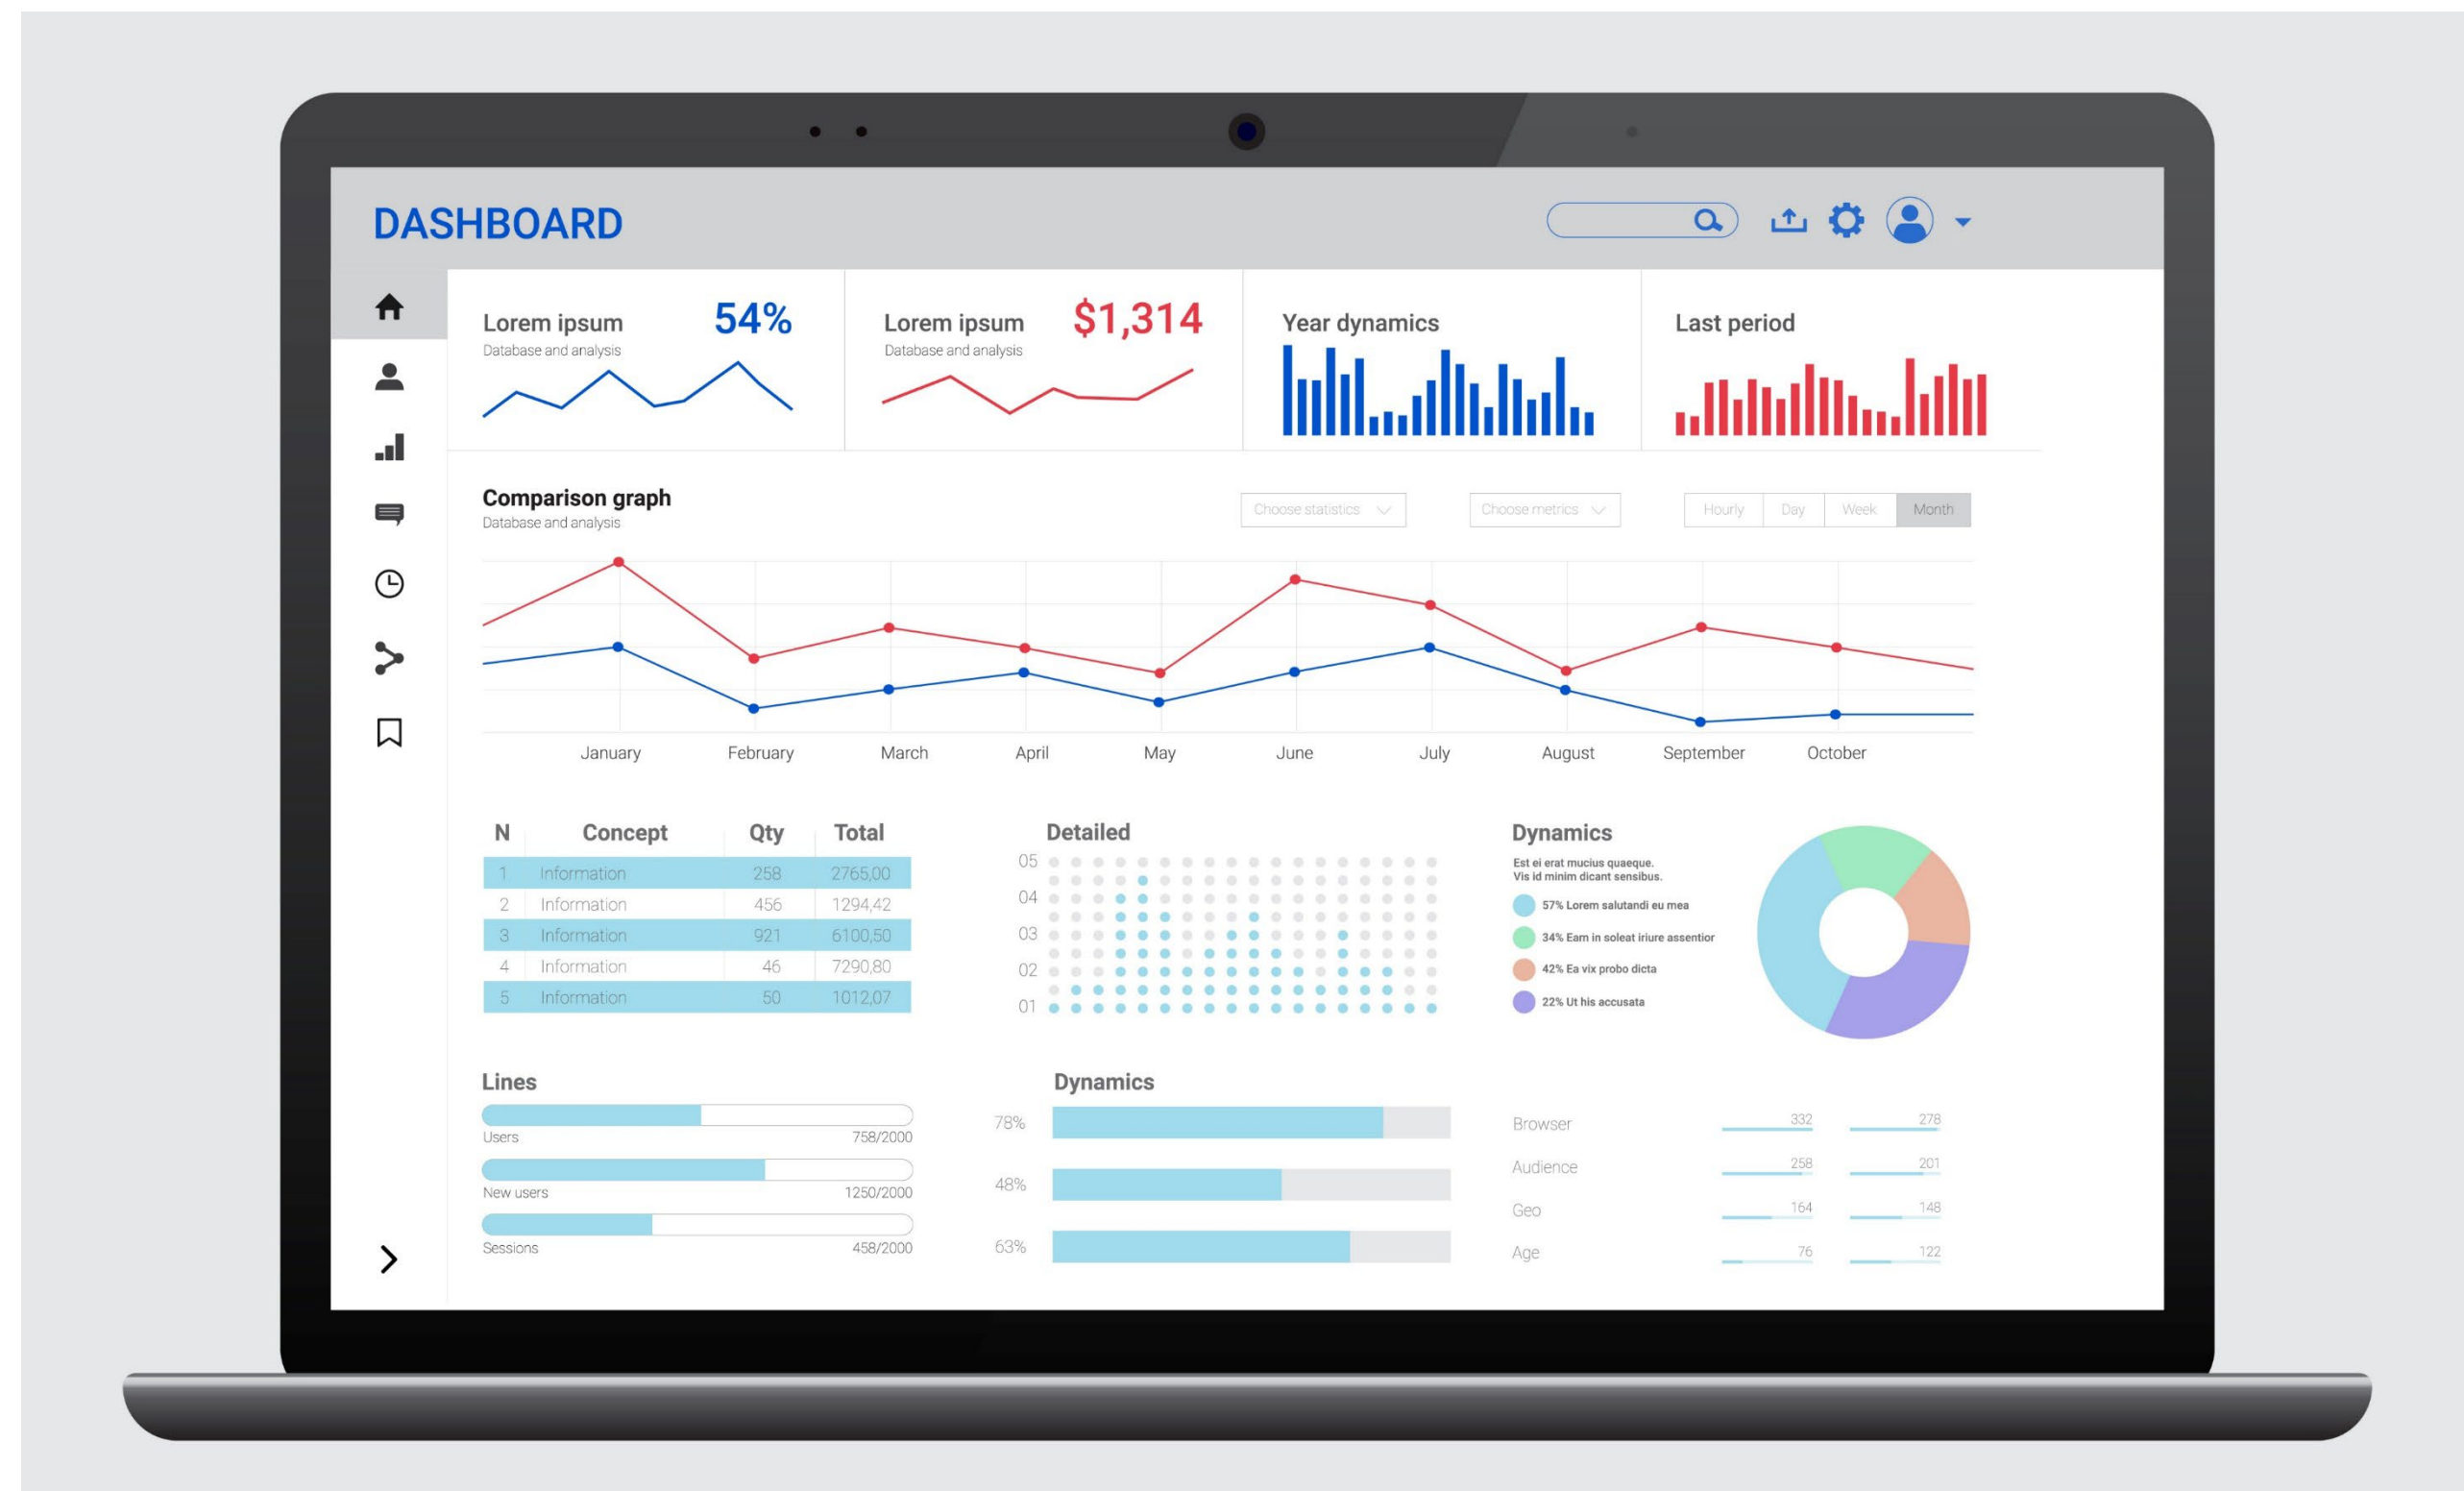 DASHBOARD
Lorem ipsum 54%
Database and analysis
Lorem ipsum $1,314
Database and analysis
Year dynamics
Last period
Comparison graph
Database and analysis
Choose statistics
Choose metrics
Hourly Day Week Month
January February March April May June July August September October
N Concept Qty Total
1 Information 258 2765,00
2 Information 456 1294,42
3 Information 921 6100,50
4 Information 46 7290,80
5 Information 50 1012,07
Detailed
05
04
03
02
01
Dynamics
Est ei erat mucius quaeque.
Vis id minim dicant sensibus.
57% Lorem salutandi eu mea
34% Eam in soleat iriure assentior
42% Ea vix probo dicta
22% Ut his accusata
Lines
Users 758/2000
New users 1250/2000
Sessions 458/2000
Dynamics
78%
48%
63%
Browser 332 278
Audience 258 201
Geo 164 148
Age 76 122